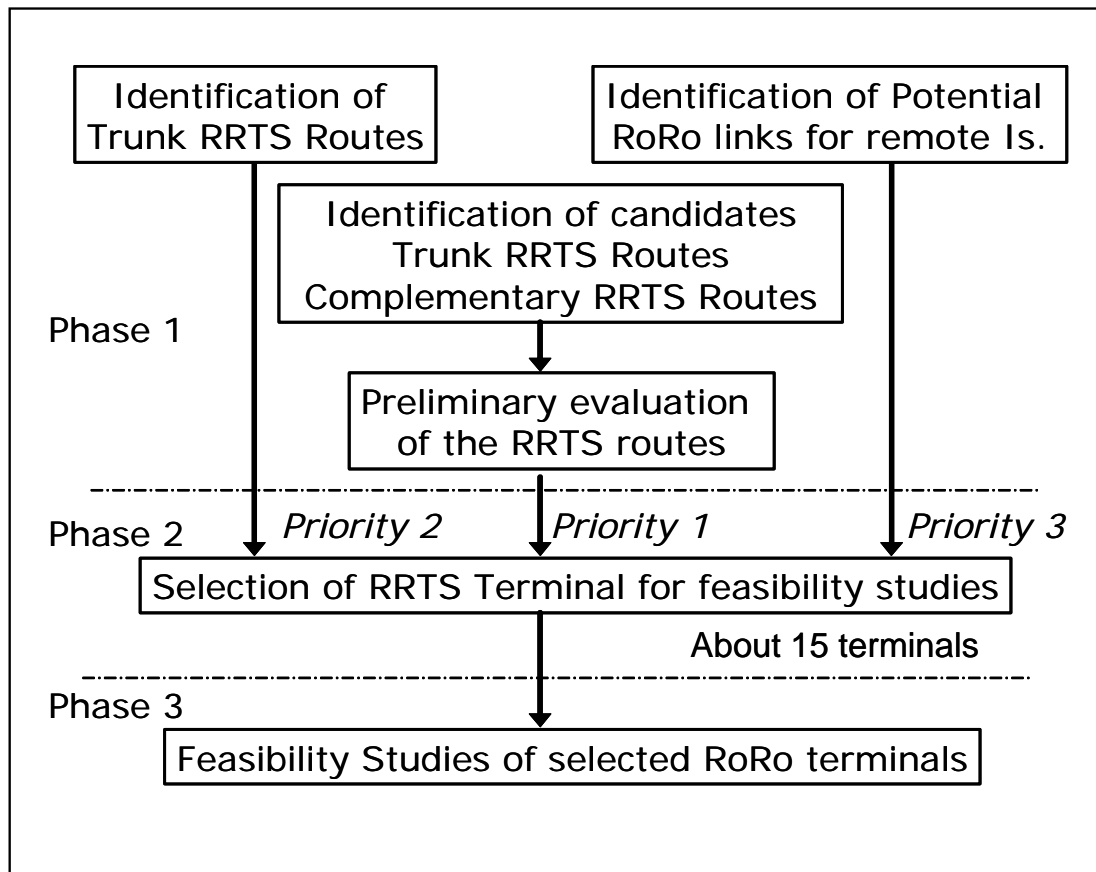 Identification of
Trunk RRTS Routes
Identification of Potential
RoRo links for remote Is.
Identification of candidates
Trunk RRTS Routes
Complementary RRTS Routes
Phase 1
Preliminary evaluation
of the RRTS routes
Phase 2
Priority 2
Priority 1
Priority 3
Selection of RRTS Terminal for feasibility studies
About 15 terminals
Phase 3
Feasibility Studies of selected RoRo terminals